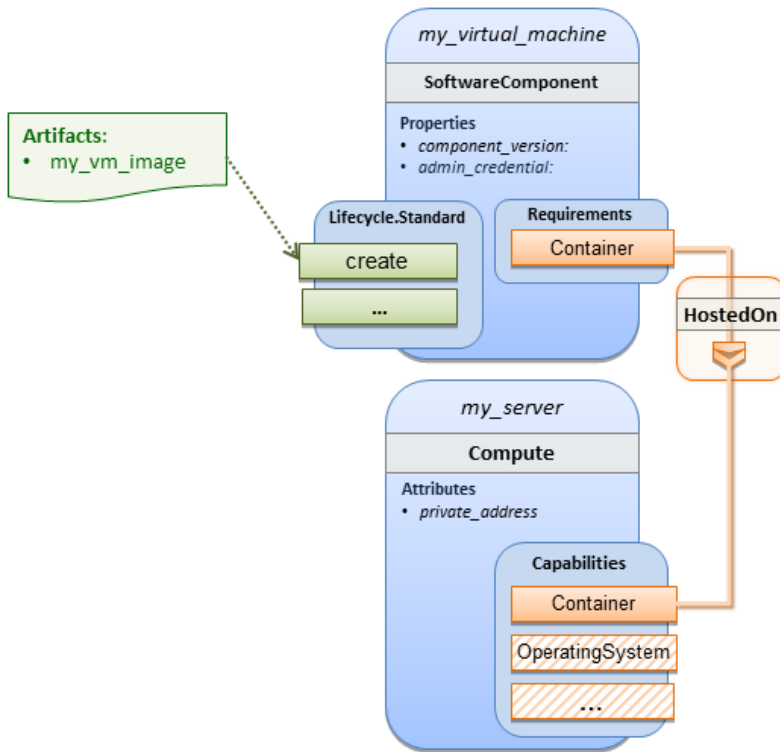 my_virtual_machine
SoftwareComponent
Properties
• component_version:
• admin_credential:
Artifacts:
• my_vm_image
Lifecycle.Standard
create
...
Requirements
Container
HostedOn
my_server
Compute
Attributes
• private_address
Capabilities
Container
OperatingSystem
...